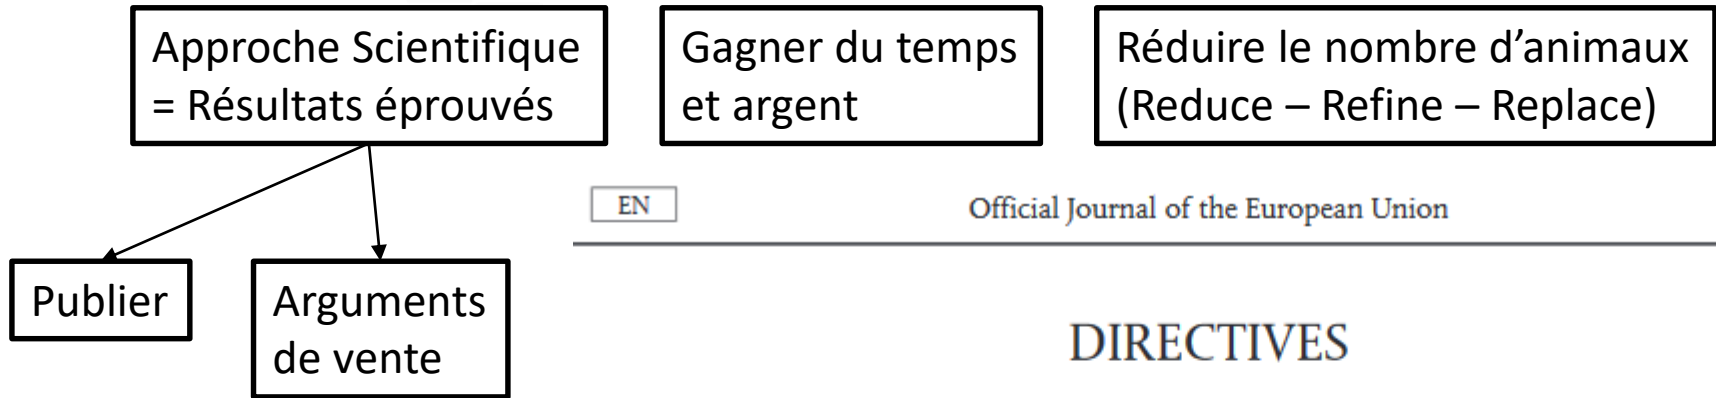 Approche Scientifique
= Résultats éprouvés
Gagner du temps
et argent
Réduire le nombre d’animaux
(Reduce – Refine – Replace)
EN
Official Journal of the European Union
Publier
Arguments
de vente
DIRECTIVES